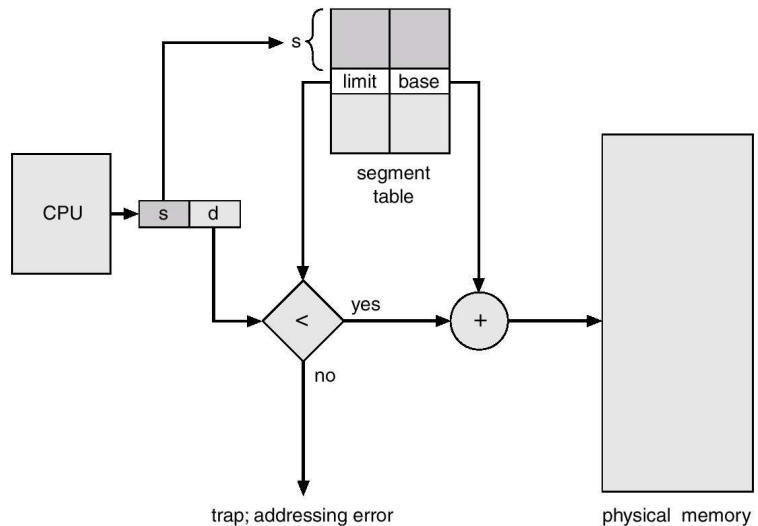 s
limit base
segment
table
CPU
s d
<
yes
+
no
trap; addressing error
physical memory